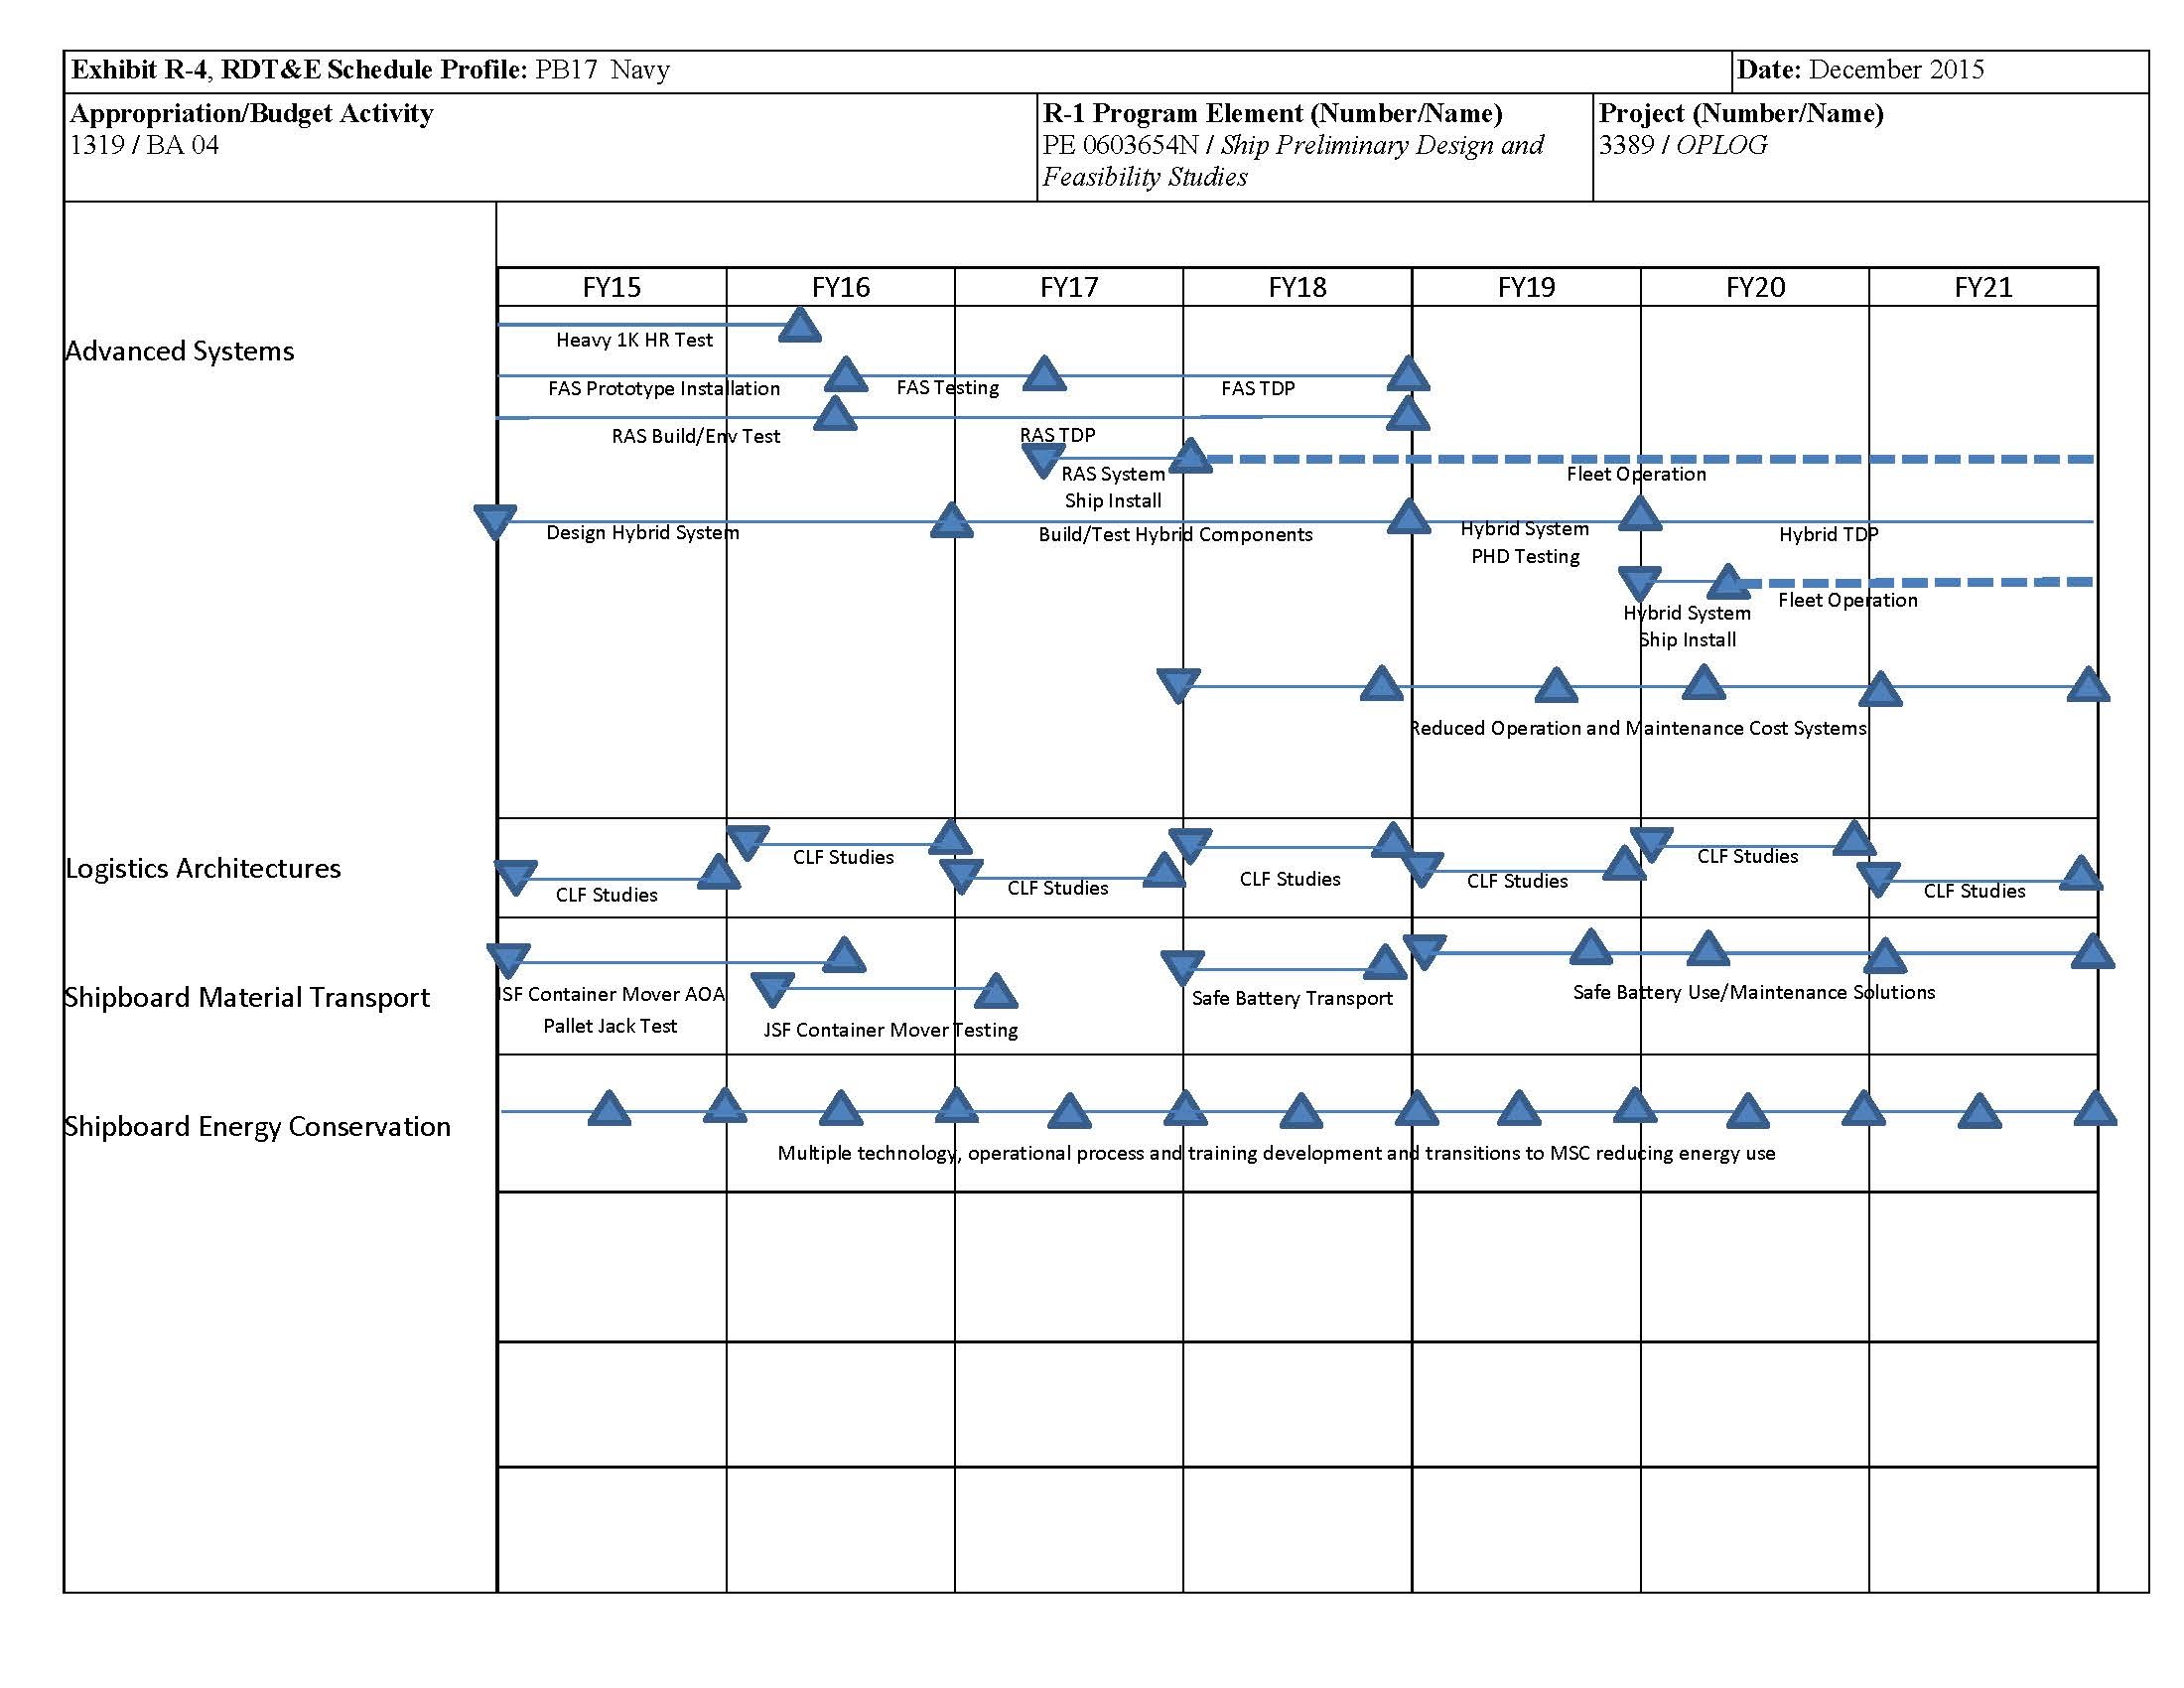 Exhibit R-4, RDT&E Schedule Profile: PB17 Navy
Date: December 2015
Appropriation/Budget Activity
1319 / BA 04
R-1 Program Element (Number/Name)
PE 0603654N / Ship Preliminary Design and
Feasibility Studies
Project (Number/Name)
3389 / OPLOG
FY15 FY16 FY17 FY18 FY19 FY20 FY21
Advanced Systems
Heavy 1K HR Test
FAS Prototype Installation
FAS Testing
FAS TDP
RAS Build/Env Test
RAS TDP
RAS System
Ship Install
Fleet Operation
Design Hybrid System
Build/Test Hybrid Components
Hybrid System
PHD Testing
Hybrid TDP
Hybrid System
Ship Install
Fleet Operation
Reduced Operation and Maintenance Cost Systems
Logistics Architectures
CLF Studies
CLF Studies
CLF Studies
CLF Studies
CLF Studies
CLF Studies
CLF Studies
Shipboard Material Transport
JSF Container Mover AOA
Pallet Jack Test
JSF Container Mover Testing
Safe Battery Transport
Safe Battery Use/Maintenance Solutions
Shipboard Energy Conservation
Multiple technology, operational process and training development and transitions to MSC reducing energy use